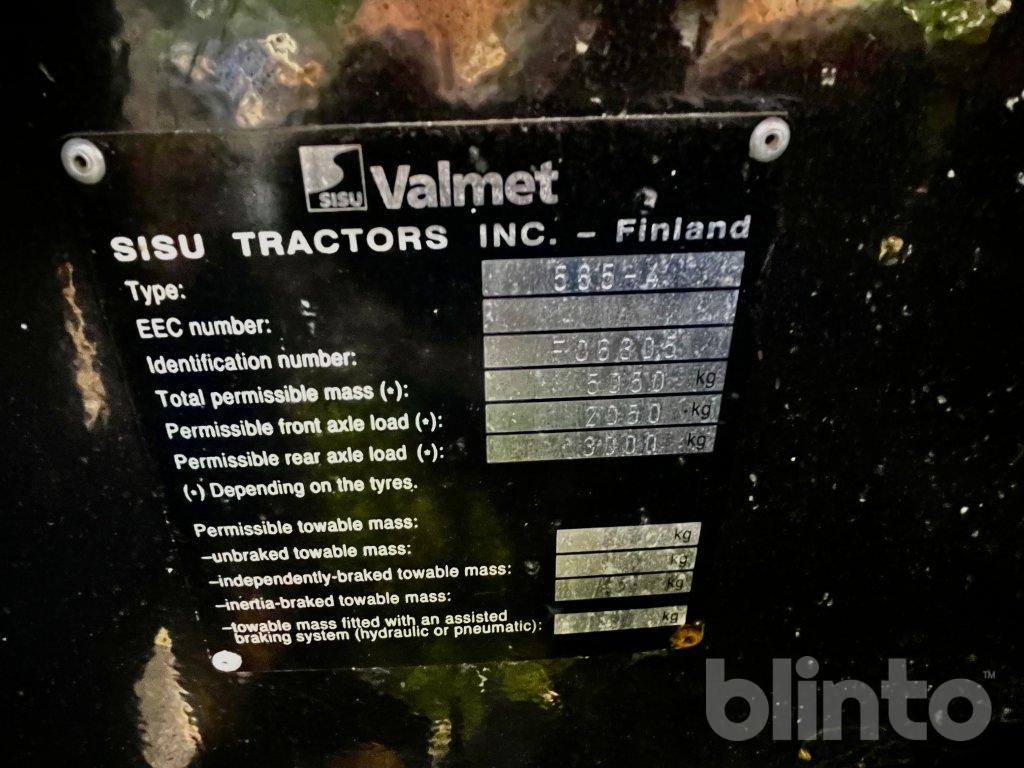 SISU Valmet
SISU TRACTORS INC. – Finland
Type: 565-4
EEC number:
Identification number:
Total permissible mass (•): 5050 kg
Permissible front axle load (•): 2050 kg
Permissible rear axle load (•): 3000 kg
(•) Depending on the tyres.
Permissible towable mass:
–unbraked towable mass: kg
–independently-braked towable mass: kg
–inertia-braked towable mass: kg
–towable mass fitted with an assisted
braking system (hydraulic or pneumatic): kg
blinto™